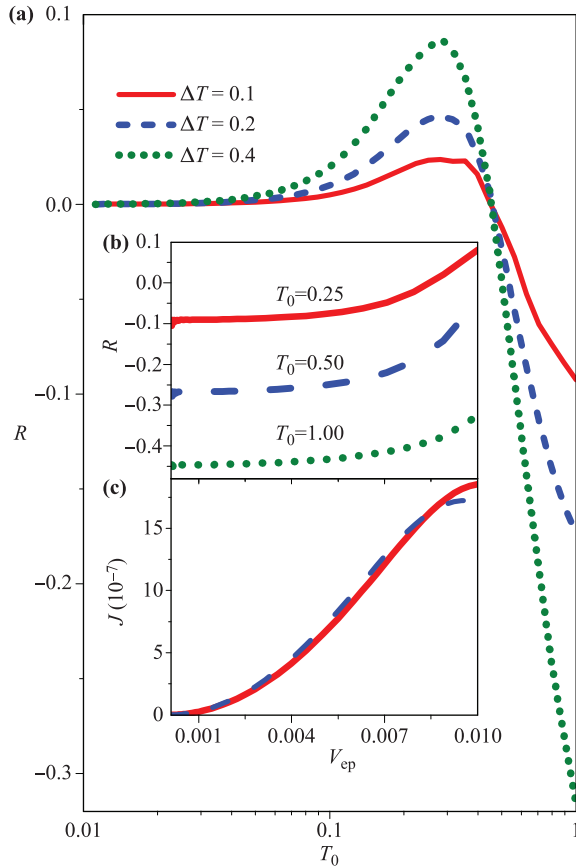 (a)
0.1
0.0
−0.1
−0.2
−0.3
R
ΔT = 0.1
ΔT = 0.2
ΔT = 0.4
(b)
0.1
0.0
−0.1
−0.2
−0.3
−0.4
R
T0=0.25
T0=0.50
T0=1.00
(c)
15
10
5
0
J (10−7)
0.001 0.004 0.007 0.010
Vep
0.01 0.1 1
T0